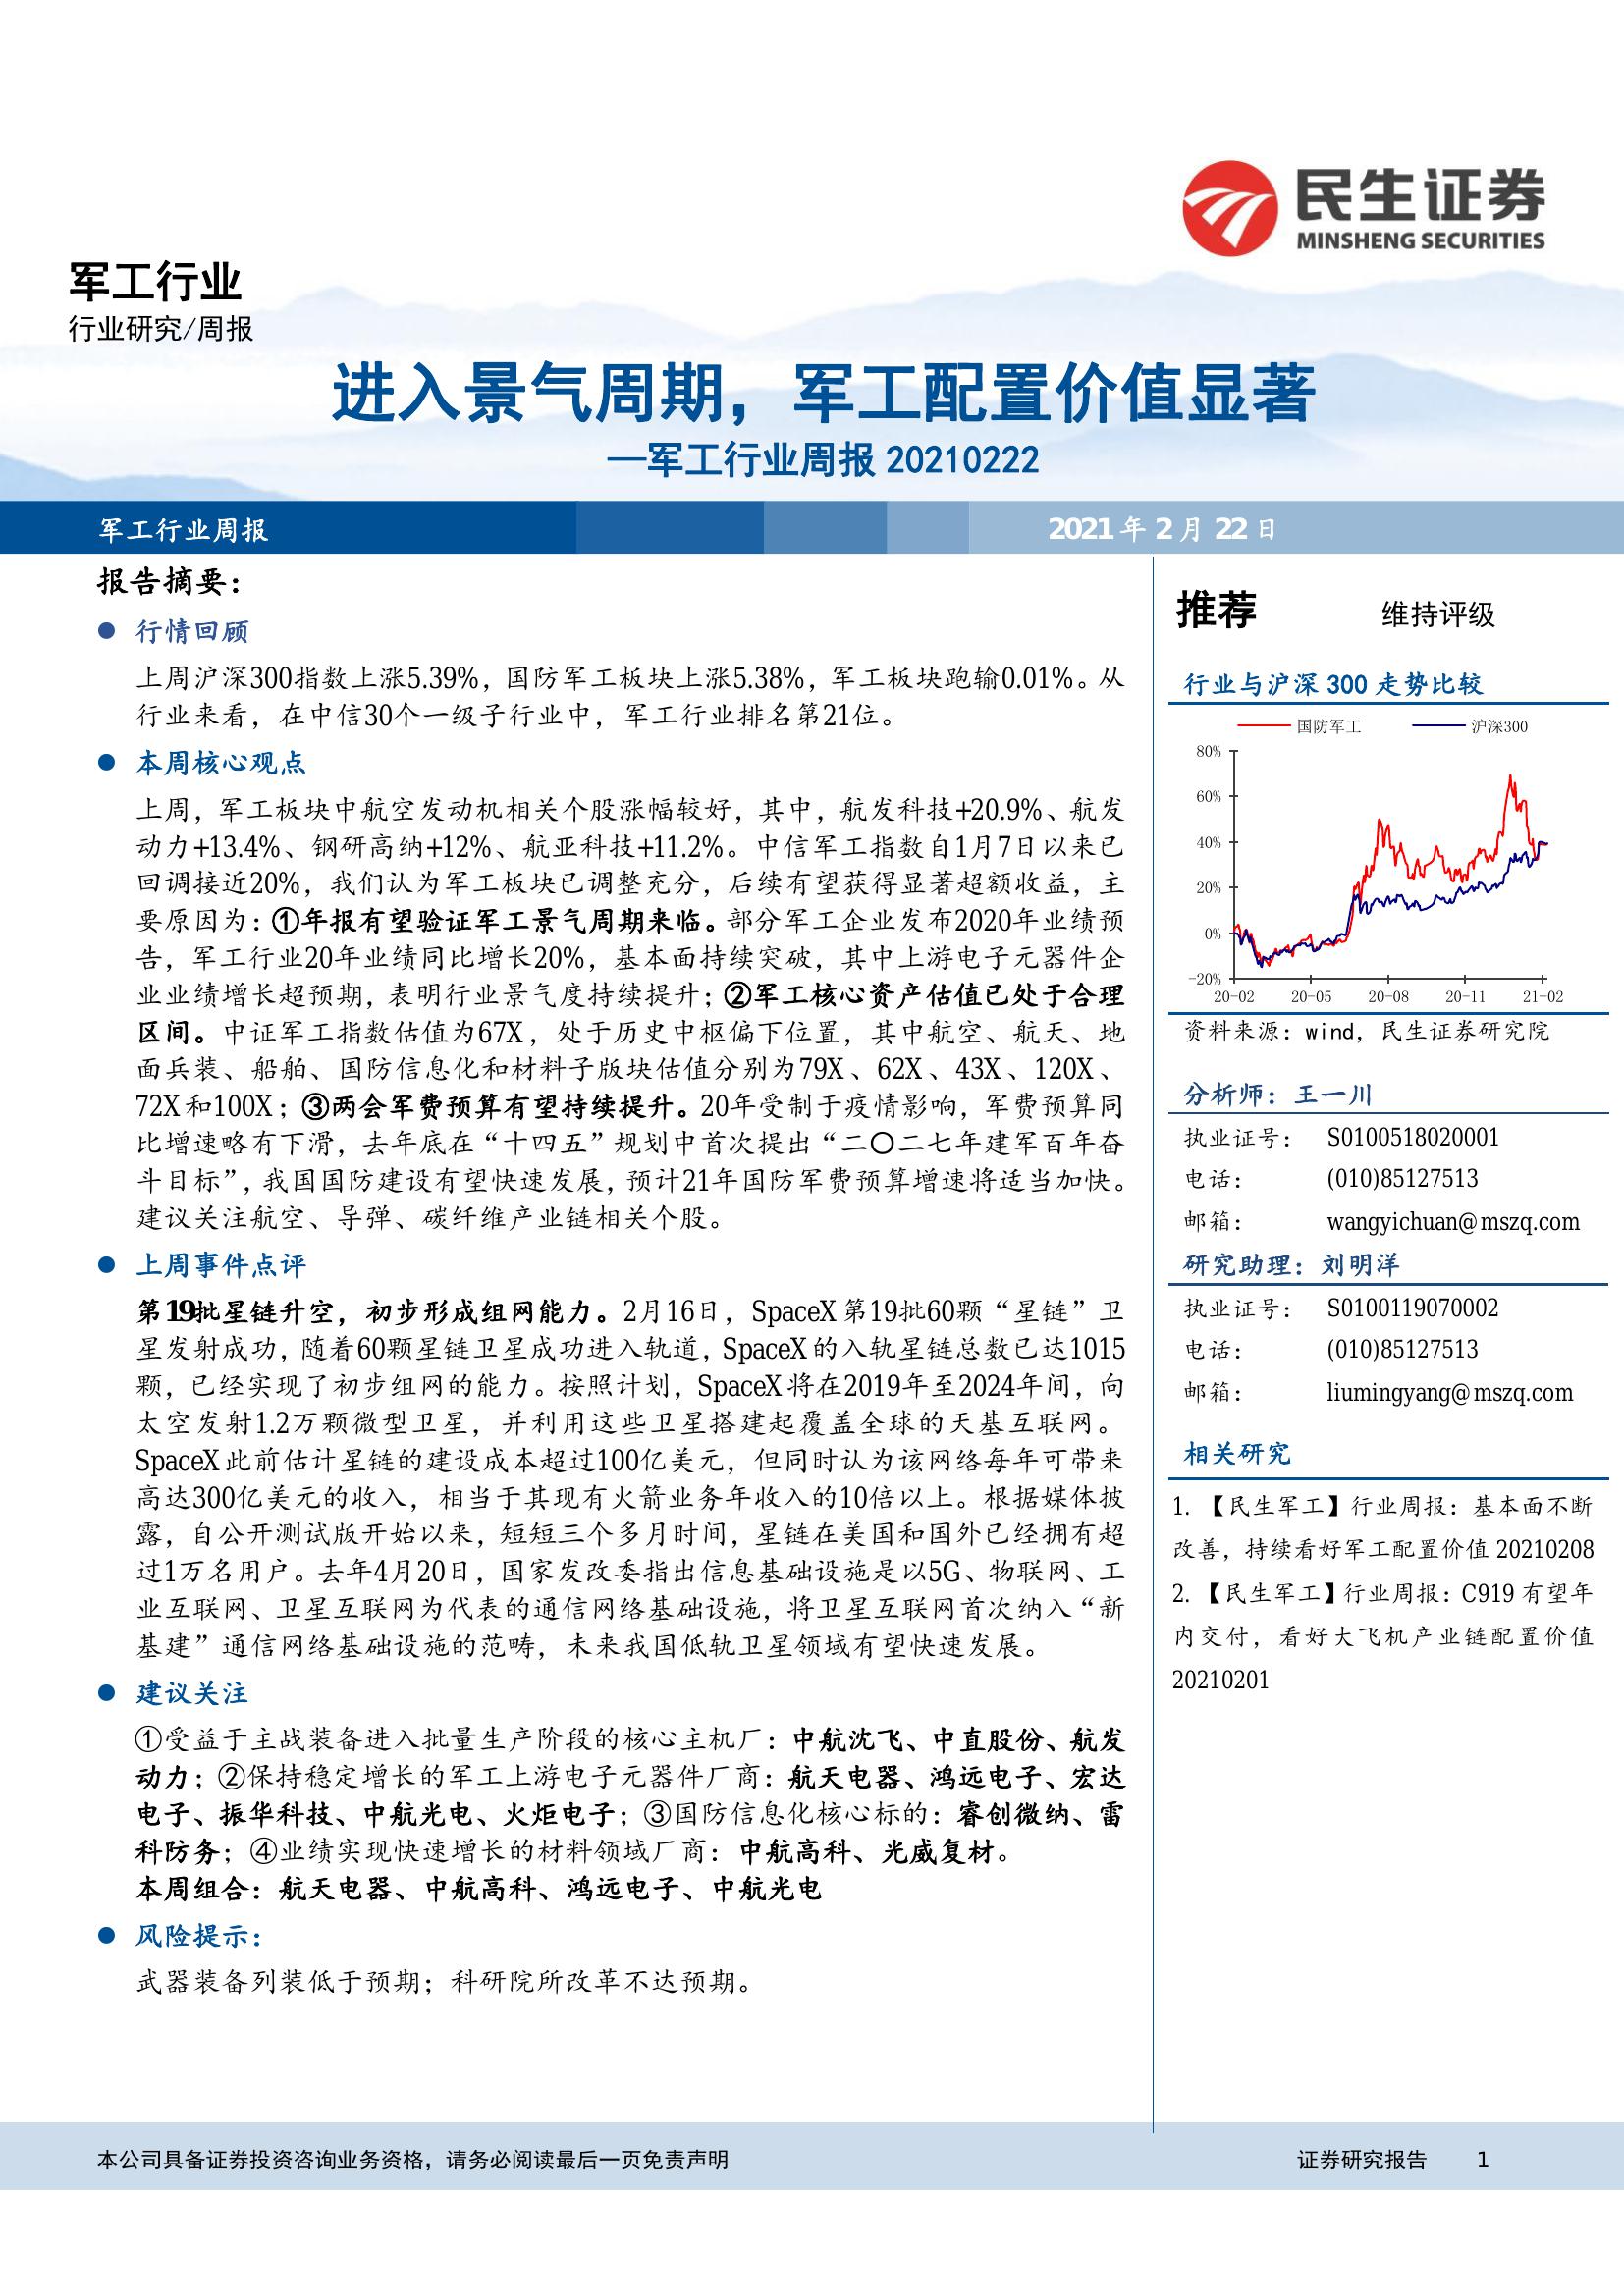 民生证券
MINSHENG SECURITIES
军工行业
行业研究/周报
进入景气周期，军工配置价值显著
—军工行业周报 20210222
军工行业周报
2021 年 2 月 22 日
报告摘要：
● 行情回顾
上周沪深300指数上涨5.39%，国防军工板块上涨5.38%，军工板块跑输0.01%。从
行业来看，在中信30个一级子行业中，军工行业排名第21位。
● 本周核心观点
上周，军工板块中航空发动机相关个股涨幅较好，其中，航发科技+20.9%、航发
动力+13.4%、钢研高纳+12%、航亚科技+11.2%。中信军工指数自1月7日以来已
回调接近20%，我们认为军工板块已调整充分，后续有望获得显著超额收益，主
要原因为：①年报有望验证军工景气周期来临。部分军工企业发布2020年业绩预
告，军工行业20年业绩同比增长20%，基本面持续突破，其中上游电子元器件企
业业绩增长超预期，表明行业景气度持续提升；②军工核心资产估值已处于合理
区间。中证军工指数估值为67X，处于历史中枢偏下位置，其中航空、航天、地
面兵装、船舶、国防信息化和材料子版块估值分别为79X、62X、43X、120X、
72X和100X；③两会军费预算有望持续提升。20年受制于疫情影响，军费预算同
比增速略有下滑，去年底在“十四五”规划中首次提出“二〇二七年建军百年奋
斗目标”，我国国防建设有望快速发展，预计21年国防军费预算增速将适当加快。
建议关注航空、导弹、碳纤维产业链相关个股。
● 上周事件点评
第19批星链升空，初步形成组网能力。2月16日，SpaceX第19批60颗“星链”卫
星发射成功，随着60颗星链卫星成功进入轨道，SpaceX的入轨星链总数已达1015
颗，已经实现了初步组网的能力。按照计划，SpaceX将在2019年至2024年间，向
太空发射1.2万颗微型卫星，并利用这些卫星搭建起覆盖全球的天基互联网。
SpaceX此前估计星链的建设成本超过100亿美元，但同时认为该网络每年可带来
高达300亿美元的收入，相当于其现有火箭业务年收入的10倍以上。根据媒体披
露，自公开测试版开始以来，短短三个多月时间，星链在美国和国外已经拥有超
过1万名用户。去年4月20日，国家发改委指出信息基础设施是以5G、物联网、工
业互联网、卫星互联网为代表的通信网络基础设施，将卫星互联网首次纳入“新
基建”通信网络基础设施的范畴，未来我国低轨卫星领域有望快速发展。
● 建议关注
①受益于主战装备进入批量生产阶段的核心主机厂：中航沈飞、中直股份、航发
动力；②保持稳定增长的军工上游电子元器件厂商：航天电器、鸿远电子、宏达
电子、振华科技、中航光电、火炬电子；③国防信息化核心标的：睿创微纳、雷
科防务；④业绩实现快速增长的材料领域厂商：中航高科、光威复材。
本周组合：航天电器、中航高科、鸿远电子、中航光电
● 风险提示：
武器装备列装低于预期；科研院所改革不达预期。
推荐 维持评级
行业与沪深 300 走势比较
国防军工 沪深300
80%
60%
40%
20%
0%
-20%
20-02 20-05 20-08 20-11 21-02
资料来源：wind，民生证券研究院
分析师：王一川
执业证号： S0100518020001
电话： (010)85127513
邮箱： wangyichuan@mszq.com
研究助理：刘明洋
执业证号： S0100119070002
电话： (010)85127513
邮箱： liumingyang@mszq.com
相关研究
1. 【民生军工】行业周报：基本面不断
改善，持续看好军工配置价值 20210208
2. 【民生军工】行业周报：C919 有望年
内交付，看好大飞机产业链配置价值
20210201
本公司具备证券投资咨询业务资格，请务必阅读最后一页免责声明
证券研究报告 1